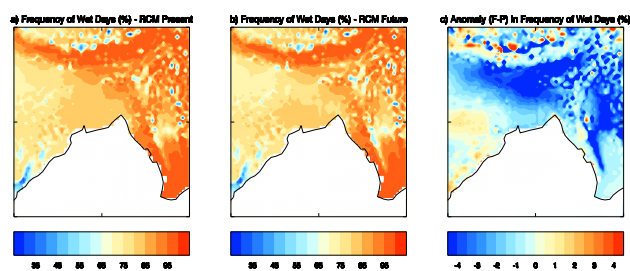 a) Frequency of Wet Days (%) - RCM Present
b) Frequency of Wet Days (%) - RCM Future
c) Anomaly (F-P) in Frequency of Wet Days (%)
35 45 55 65 75 85 95
35 45 55 65 75 85 95
-4 -3 -2 -1 0 1 2 3 4